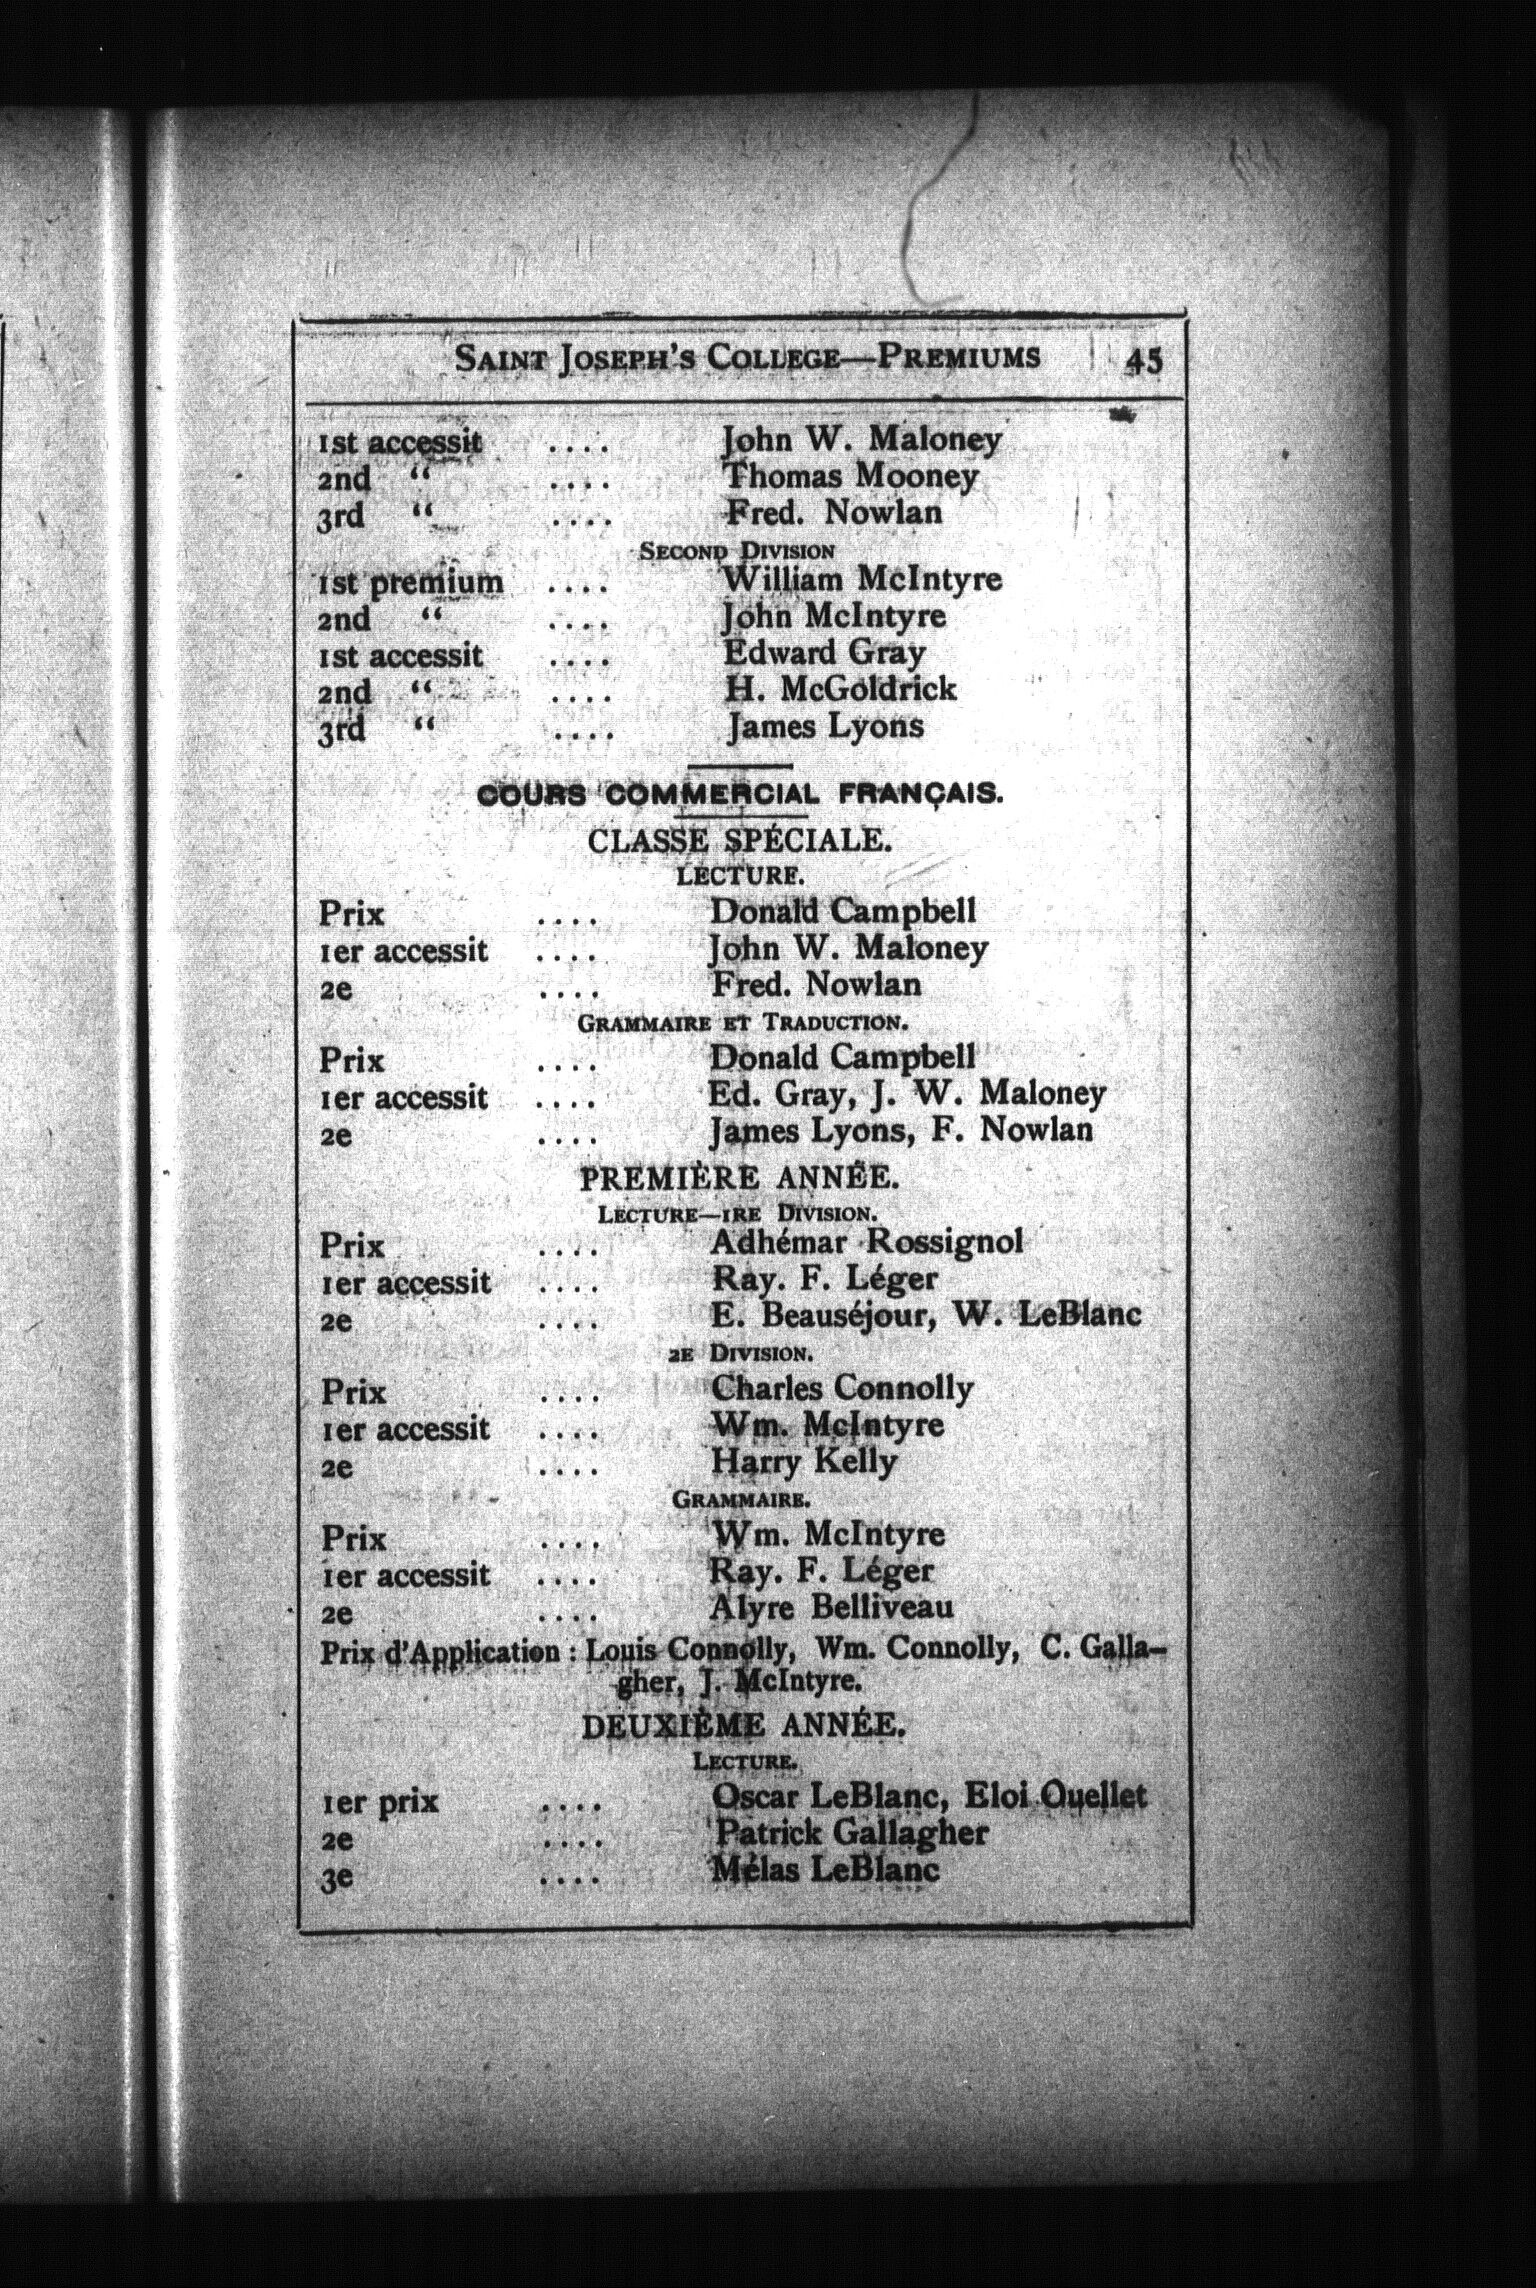 SAINT JOSEPH'S COLLEGE—PREMIUMS 45
1st accessit .... John W. Maloney
2nd “ .... Thomas Mooney
3rd “ .... Fred. Nowlan
SECOND DIVISION
1st premium .... William McIntyre
2nd “ .... John McIntyre
1st accessit .... Edward Gray
2nd “ .... H. McGoldrick
3rd “ .... James Lyons
COURS COMMERCIAL FRANÇAIS.
CLASSE SPÉCIALE.
LECTURE.
Prix .... Donald Campbell
1er accessit .... John W. Maloney
2e .... Fred. Nowlan
GRAMMAIRE ET TRADUCTION.
Prix .... Donald Campbell
1er accessit .... Ed. Gray, J. W. Maloney
2e .... James Lyons, F. Nowlan
PREMIÈRE ANNÉE.
LECTURE—1RE DIVISION.
Prix .... Adhémar Rossignol
1er accessit .... Ray. F. Léger
2e .... E. Beauséjour, W. LeBlanc
2E DIVISION.
Prix .... Charles Connolly
1er accessit .... Wm. McIntyre
2e .... Harry Kelly
GRAMMAIRE.
Prix .... Wm. McIntyre
1er accessit .... Ray. F. Léger
2e .... Alyre Belliveau
Prix d'Application : Louis Connolly, Wm. Connolly, C. Galla-
gher, J. McIntyre.
DEUXIÈME ANNÉE.
LECTURE.
1er prix .... Oscar LeBlanc, Eloi Ouellet
2e .... Patrick Gallagher
3e .... Mélas LeBlanc